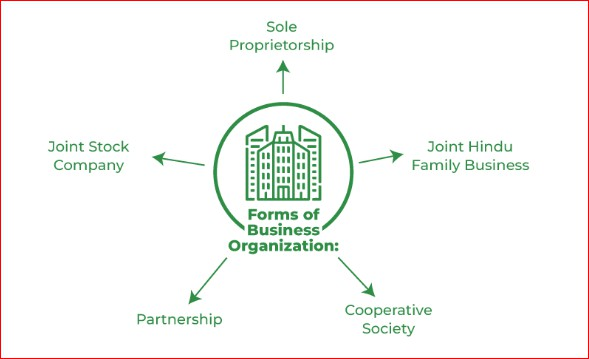 Sole
Proprietorship
Joint Stock
Company
Joint Hindu
Family Business
Forms of
Business
Organization:
Partnership
Cooperative
Society